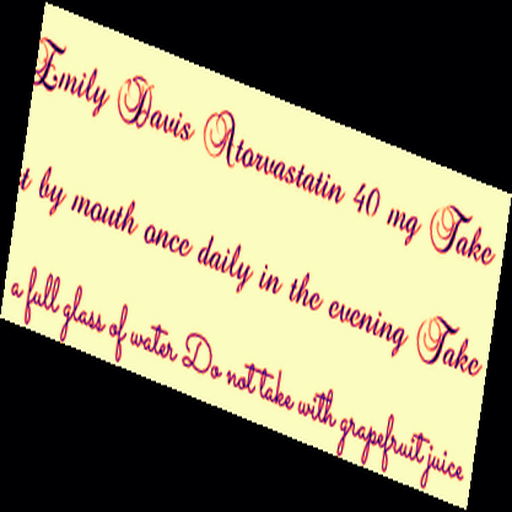 Emily Davis Atorvastatin 40 mg Take
by mouth once daily in the evening Take
a full glass of water Do not take with grapefruit juice